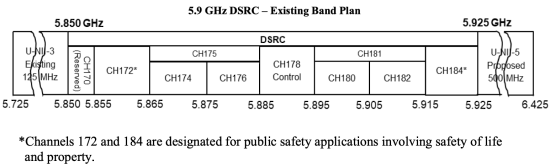 5.9 GHz DSRC – Existing Band Plan
5.850 GHz 5.925 GHz
DSRC
U-NII-3 Existing 125 MHz
CH170 (Reserved)
CH172*
CH175
CH174 CH176
CH178 Control
CH181
CH180 CH182
CH184*
U-NII-5 Proposed 500 MHz
5.725 5.850 5.855 5.865 5.875 5.885 5.895 5.905 5.915 5.925 6.425
*Channels 172 and 184 are designated for public safety applications involving safety of life
and property.